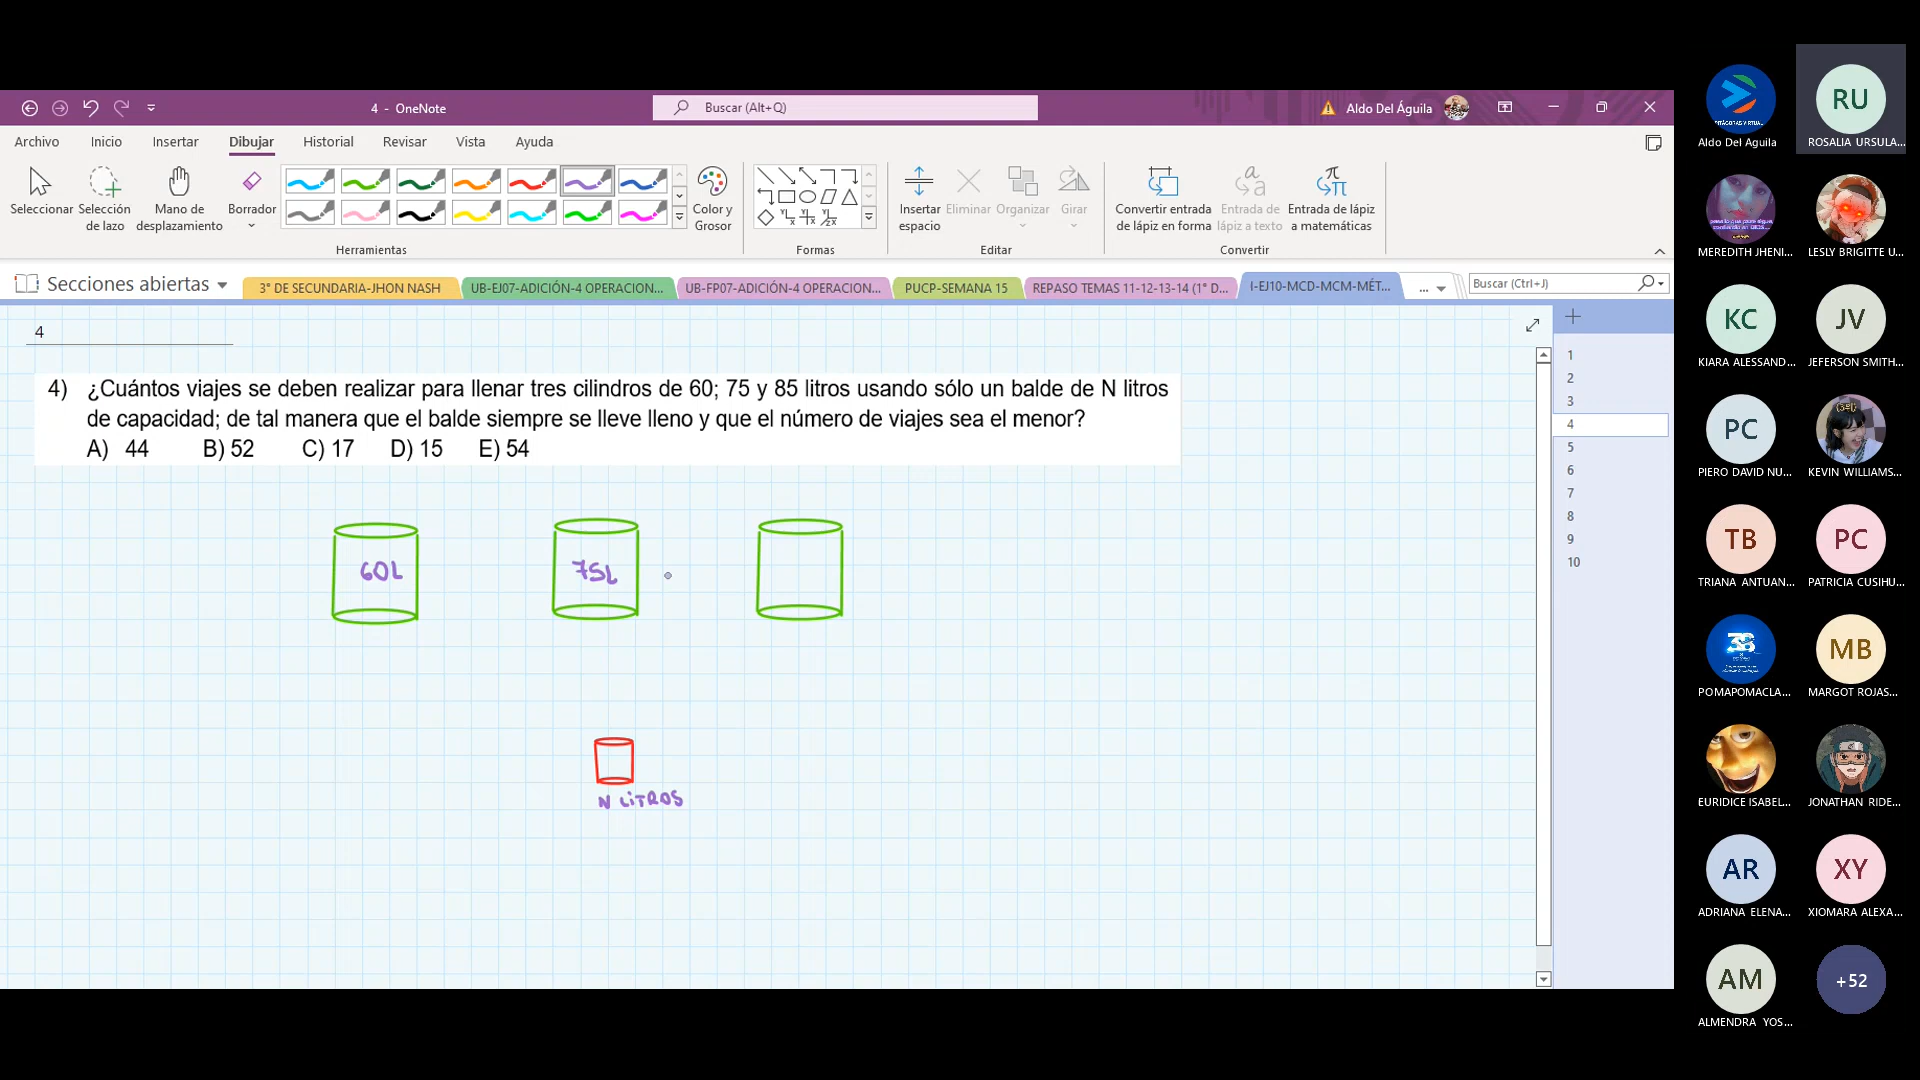 4 - OneNote
Buscar (Alt+Q)
Aldo Del Águila
Archivo Inicio Insertar Dibujar Historial Revisar Vista Ayuda
Seleccionar
Selección de lazo
Mano de desplazamiento
Borrador
Color y Grosor
Insertar espacio
Eliminar
Organizar
Girar
Convertir entrada de lápiz en forma
Entrada de lápiz a texto
Entrada de lápiz a matemáticas
Herramientas Formas Editar Convertir
Secciones abiertas
3° DE SECUNDARIA-JHON NASH
UB-EJ07-ADICIÓN-4 OPERACION...
UB-FP07-ADICIÓN-4 OPERACION...
PUCP-SEMANA 15
REPASO TEMAS 11-12-13-14 (1° D...
I-EJ10-MCD-MCM-MÉT...
...
Buscar (Ctrl+J)
4
4) ¿Cuántos viajes se deben realizar para llenar tres cilindros de 60; 75 y 85 litros usando sólo un balde de N litros
de capacidad; de tal manera que el balde siempre se lleve lleno y que el número de viajes sea el menor?
A) 44 B) 52 C) 17 D) 15 E) 54
60L 75L
N LiTROS
1
2
3
4
5
6
7
8
9
10
Aldo Del Aguila
RU
ROSALIA URSULA...
MEREDITH JHENI...
LESLY BRIGITTE U...
KC
KIARA ALESSAND...
JV
JEFERSON SMITH...
PC
PIERO DAVID NU...
KEVIN WILLIAMS...
TB
TRIANA ANTUAN...
PC
PATRICIA CUSIHU...
POMAPOMACLA...
MB
MARGOT ROJAS...
EURIDICE ISABEL...
JONATHAN RIDE...
AR
ADRIANA ELENA...
XY
XIOMARA ALEXA...
AM
ALMENDRA YOS...
+52